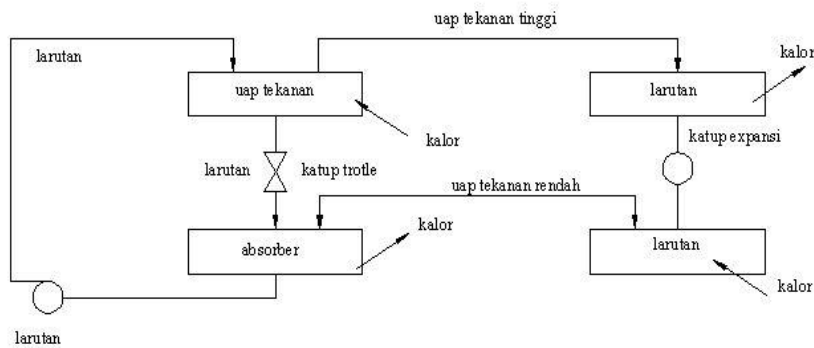 uap tekanan tinggi
larutan
kalor
uap tekanan
larutan
kalor
katup expansi
larutan
katup trotle
uap tekanan rendah
kalor
absorber
larutan
kalor
larutan